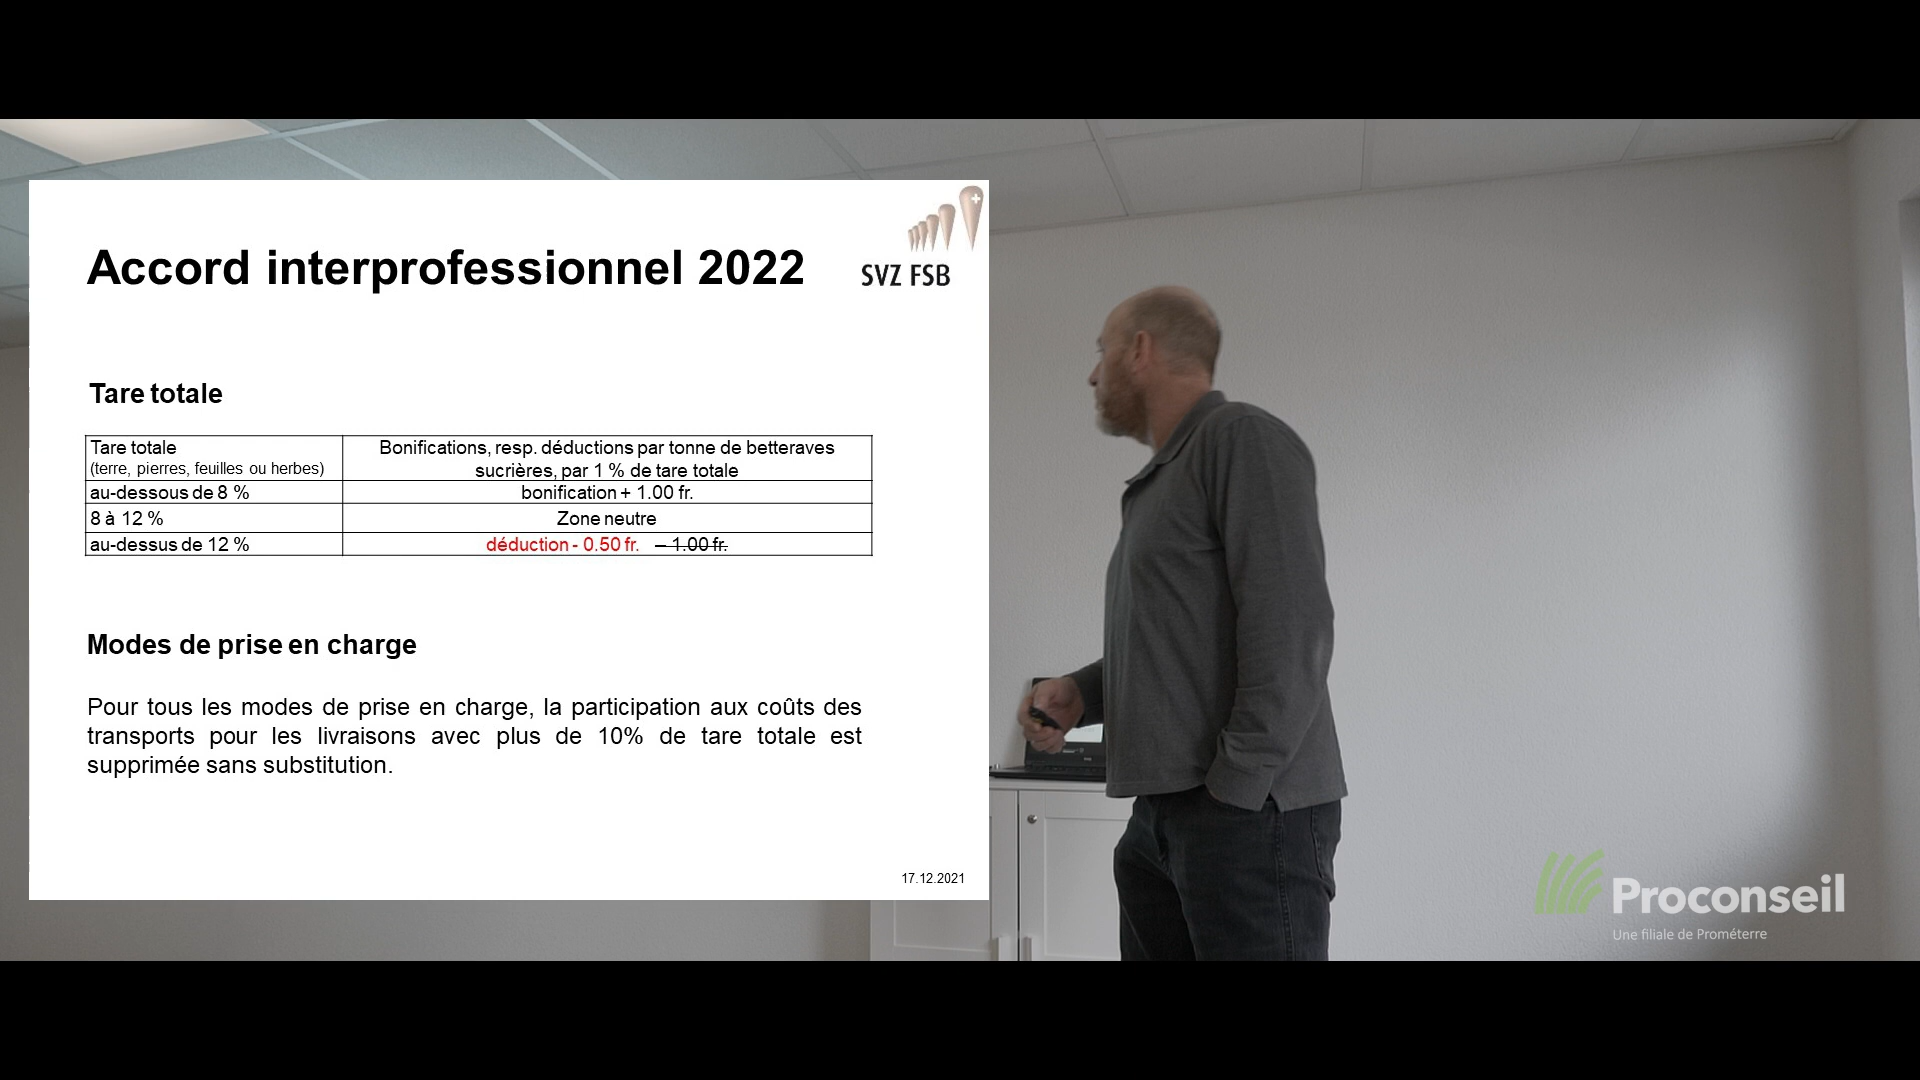 SVZ FSB
Accord interprofessionnel 2022
Tare totale
Tare totale
(terre, pierres, feuilles ou herbes)
Bonifications, resp. déductions par tonne de betteraves
sucrières, par 1 % de tare totale
au-dessous de 8 %
bonification + 1.00 fr.
8 à 12 %
Zone neutre
au-dessus de 12 %
déduction - 0.50 fr. – 1.00 fr.
Modes de prise en charge
Pour tous les modes de prise en charge, la participation aux coûts des
transports pour les livraisons avec plus de 10% de tare totale est
supprimée sans substitution.
17.12.2021
Proconseil
Une filiale de Prométerre